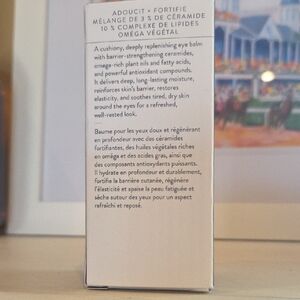 ADOUCIT • FORTIFIE
MÉLANGE DE 3 % DE CÉRAMIDE
10 % COMPLEXE DE LIPIDES
OMÉGA VÉGÉTAL
A cushiony, deeply replenishing eye balm
with barrier-strengthening ceramides,
omega-rich plant oils and fatty acids,
and powerful antioxidant compounds.
It delivers deep, long-lasting moisture,
reinforces skin's barrier, restores
elasticity, and soothes tired, dry skin
around the eyes for a refreshed,
well-rested look.
Baume pour les yeux doux et régénérant
en profondeur avec des céramides
fortifiantes, des huiles végétales riches
en oméga et des acides gras, ainsi que
des composants antioxydants puissants.
Il hydrate en profondeur et durablement,
fortifie la barrière cutanée, régénère
l'élasticité et apaise la peau fatiguée et
sèche autour des yeux pour un aspect
rafraîchi et reposé.